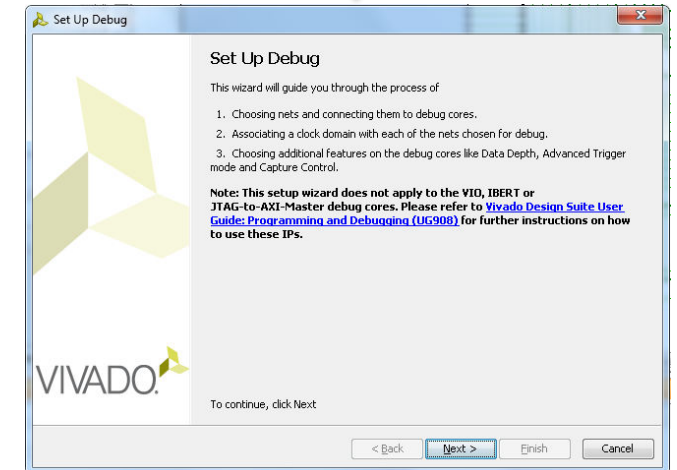 Set Up Debug
Set Up Debug
This wizard will guide you through the process of
1. Choosing nets and connecting them to debug cores.
2. Associating a clock domain with each of the nets chosen for debug.
3. Choosing additional features on the debug cores like Data Depth, Advanced Trigger
mode and Capture Control.
Note: This setup wizard does not apply to the VIO, IBERT or
JTAG-to-AXI-Master debug cores. Please refer to Vivado Design Suite User
Guide: Programming and Debugging (UG908) for further instructions on how
to use these IPs.
VIVADO.
To continue, click Next
< Back Next > Finish Cancel